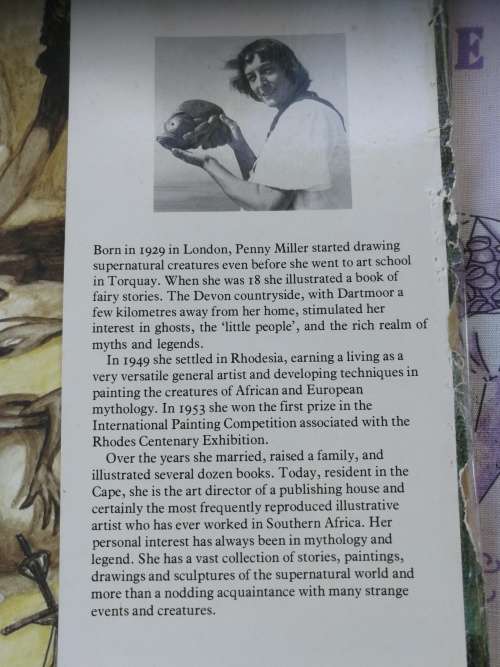 Born in 1929 in London, Penny Miller started drawing
supernatural creatures even before she went to art school
in Torquay. When she was 18 she illustrated a book of
fairy stories. The Devon countryside, with Dartmoor a
few kilometres away from her home, stimulated her
interest in ghosts, the ‘little people’, and the rich realm of
myths and legends.
In 1949 she settled in Rhodesia, earning a living as a
very versatile general artist and developing techniques in
painting the creatures of African and European
mythology. In 1953 she won the first prize in the
International Painting Competition associated with the
Rhodes Centenary Exhibition.
Over the years she married, raised a family, and
illustrated several dozen books. Today, resident in the
Cape, she is the art director of a publishing house and
certainly the most frequently reproduced illustrative
artist who has ever worked in Southern Africa. Her
personal interest has always been in mythology and
legend. She has a vast collection of stories, paintings,
drawings and sculptures of the supernatural world and
more than a nodding acquaintance with many strange
events and creatures.
E